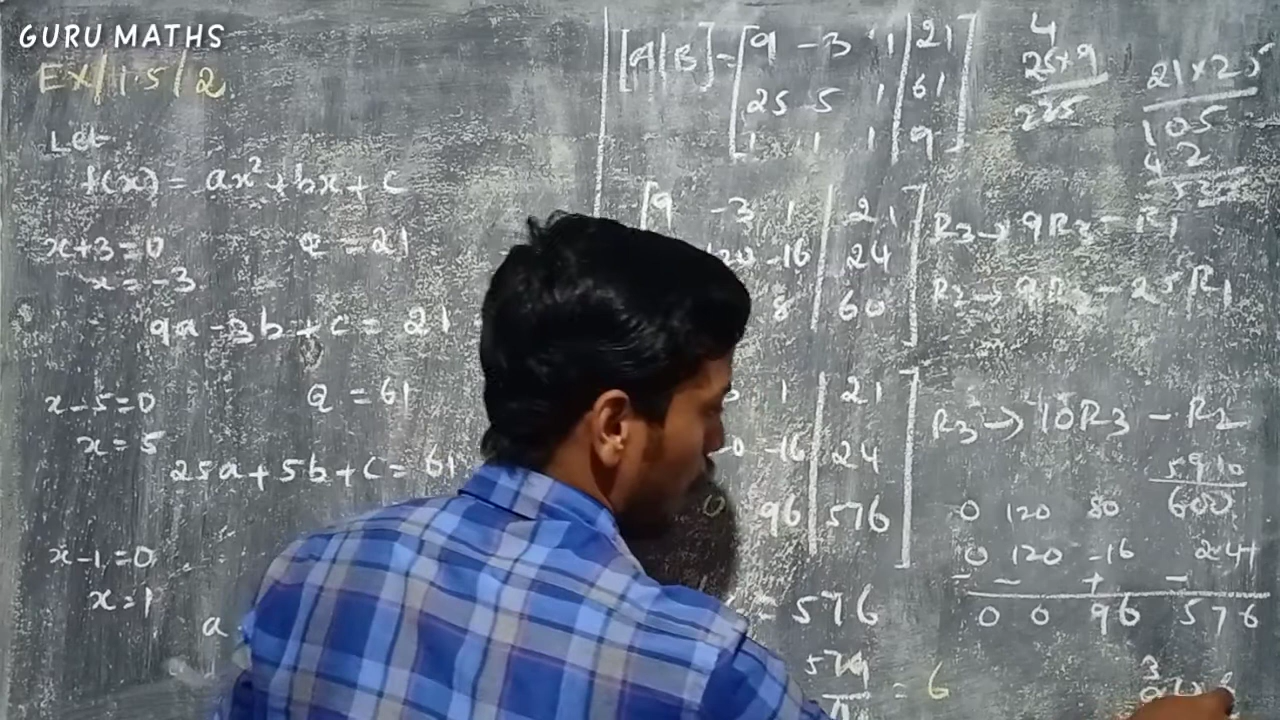 GURU MATHS
Ex/1.5/2
Let
f(x) = ax²+bx+c
x+3=0
x=-3
9a-3b+c= 21
x-5=0
x=5
25a+5b+c= 61
x-1=0
x=1
a
[A|B]=[9 -3 1|21]
25 5 1 61
1 1 1 9
[9 -3 1 | 21]
-16 24
8 60
1 21
-16 24
96 576
= 576
= 6
25×9
225
21×25
105
42
R3→9R3-R1
R2→9R2-25R1
R3→10R3-R2
600
0 120 80
0 120 -16 24
- - + -
0 0 96 576